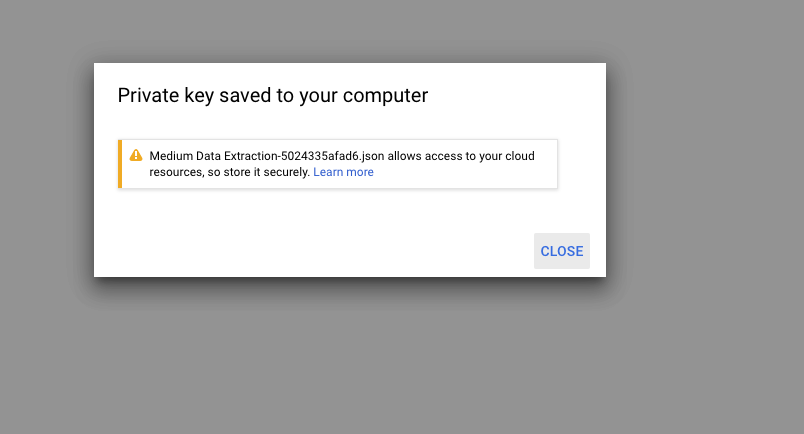 Private key saved to your computer
Medium Data Extraction-5024335afad6.json allows access to your cloud
resources, so store it securely. Learn more
CLOSE